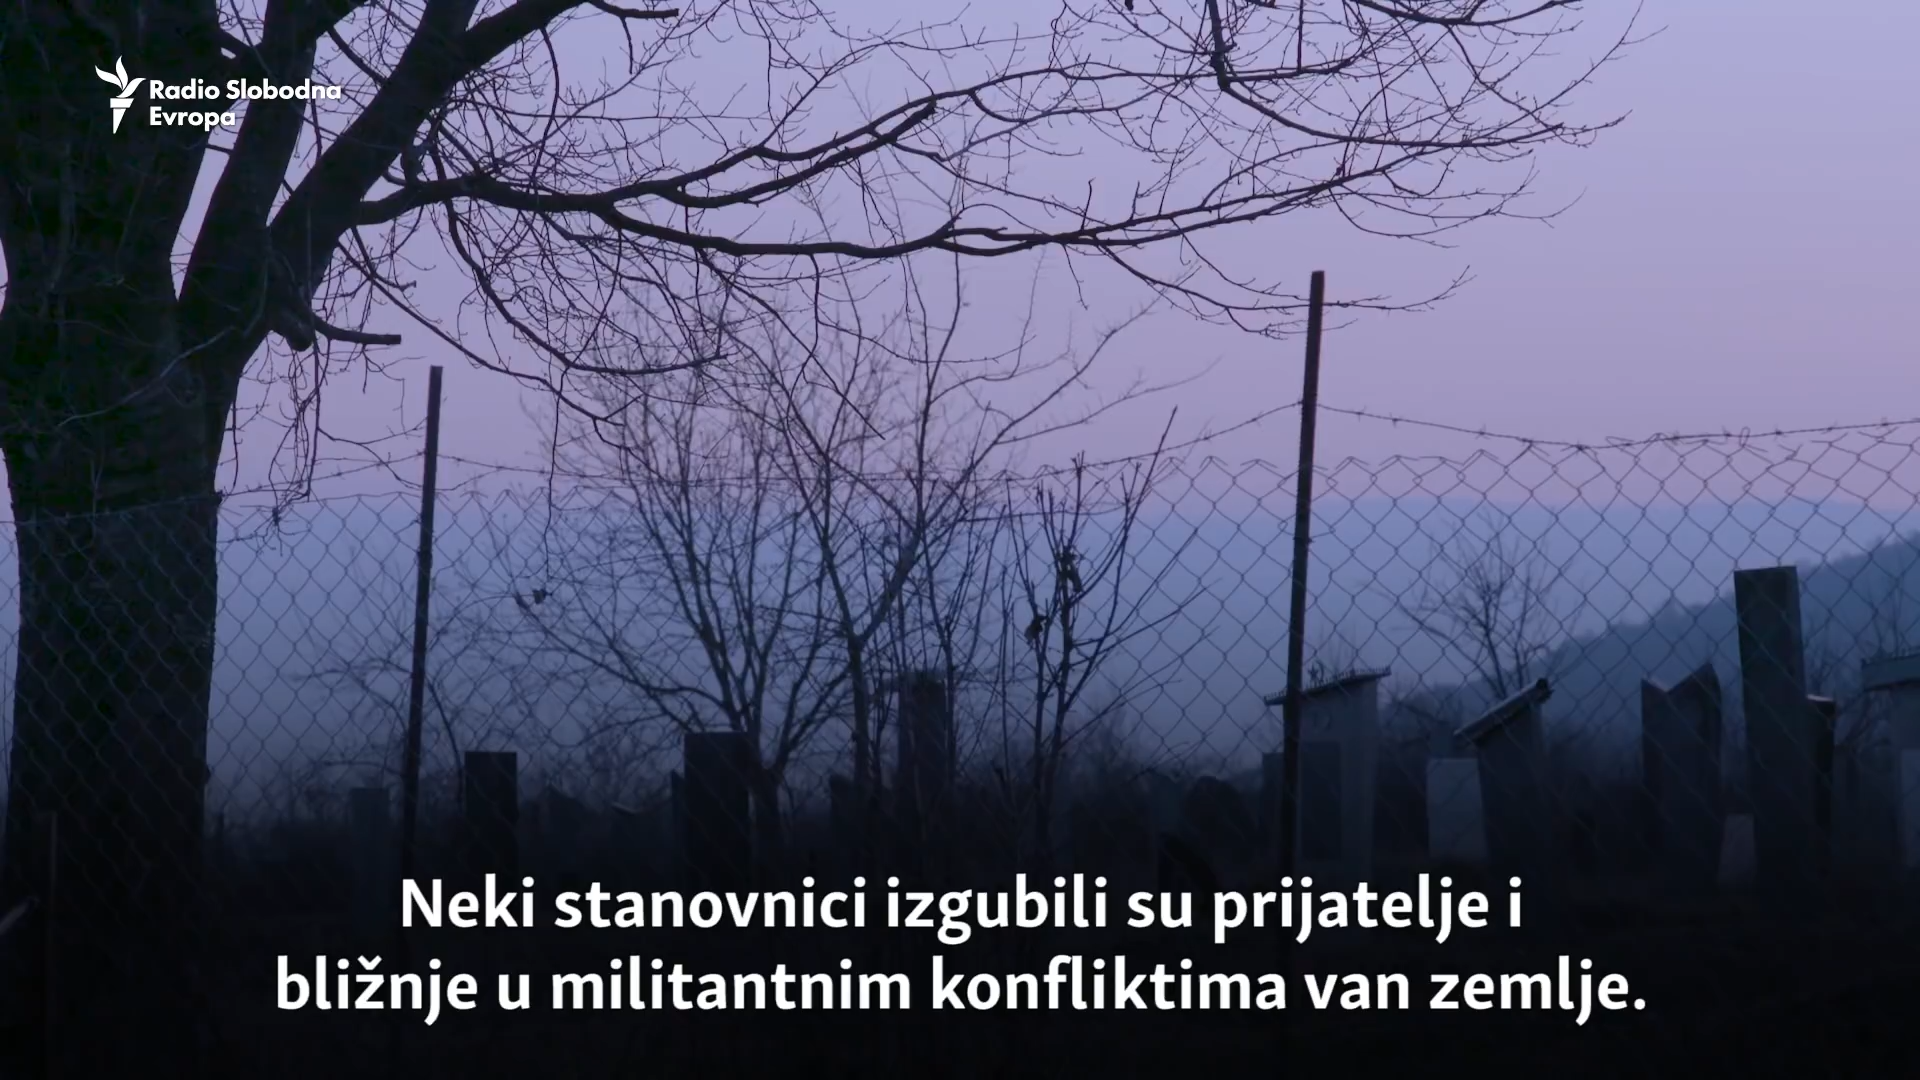 Radio Slobodna
Evropa
Neki stanovnici izgubili su prijatelje i
bližnje u militantnim konfliktima van zemlje.